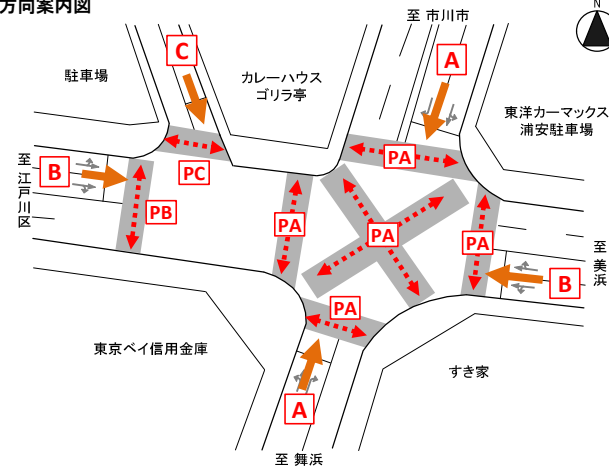 方向案内図
至 市川市
N
C
A
駐車場
カレーハウス
ゴリラ亭
東洋カーマックス
浦安駐車場
至江戸川区
B
PC
PA
PB
PA
PA
PA
至美浜
B
PA
東京ベイ信用金庫
すき家
A
至 舞浜